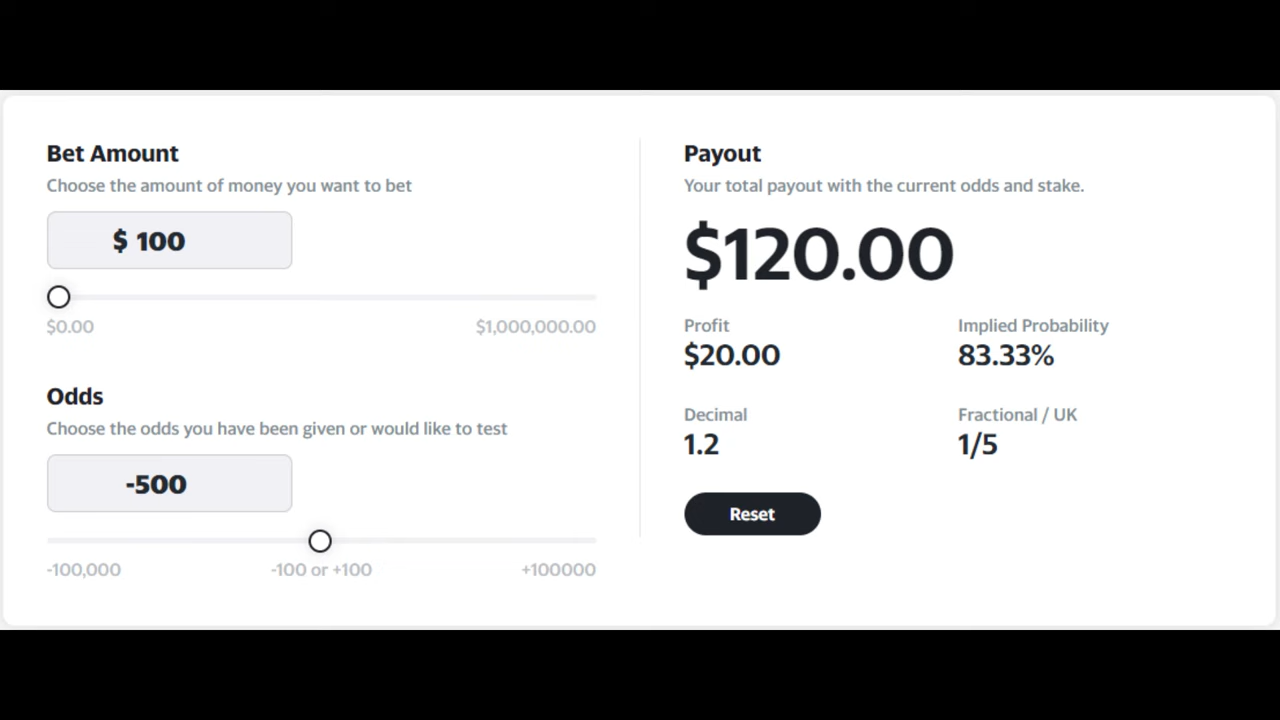 Bet Amount
Choose the amount of money you want to bet
$ 100
$0.00 $1,000,000.00
Odds
Choose the odds you have been given or would like to test
-500
-100,000 -100 or +100 +100000
Payout
Your total payout with the current odds and stake.
$120.00
Profit Implied Probability
$20.00 83.33%
Decimal Fractional / UK
1.2 1/5
Reset